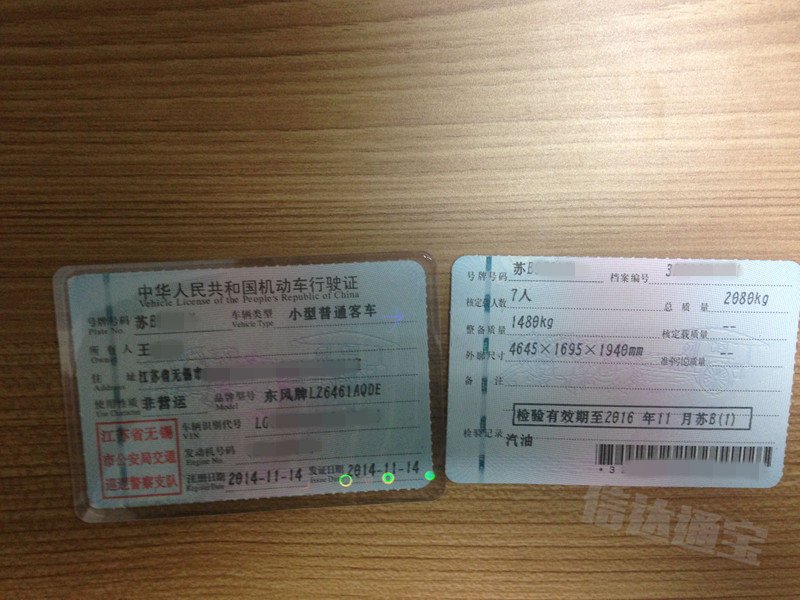 中华人民共和国机动车行驶证
Vehicle License of the People's Republic of China
号牌号码 苏B 车辆类型 小型普通客车
Plate No. Vehicle Type
所有人 王
Owner
住址 江苏省无锡市
Address
使用性质 非营运 品牌型号 东风牌LZ6461AQDE
Use Character Model
江苏省无锡
市公安局交通
巡逻警察支队
车辆识别代号 LG
VIN
发动机号码
Engine No.
注册日期 2014-11-14 发证日期 2014-11-14
Register Date Issue Date
号牌号码 苏B 档案编号 3
核定载人数 7人 总质量 2080kg
整备质量 1480kg 核定载质量 --
外廓尺寸 4645×1695×1940mm 准牵引总质量 --
备注
检验有效期至2016年11月苏B(1)
检验记录
汽油
*3
信达通宝